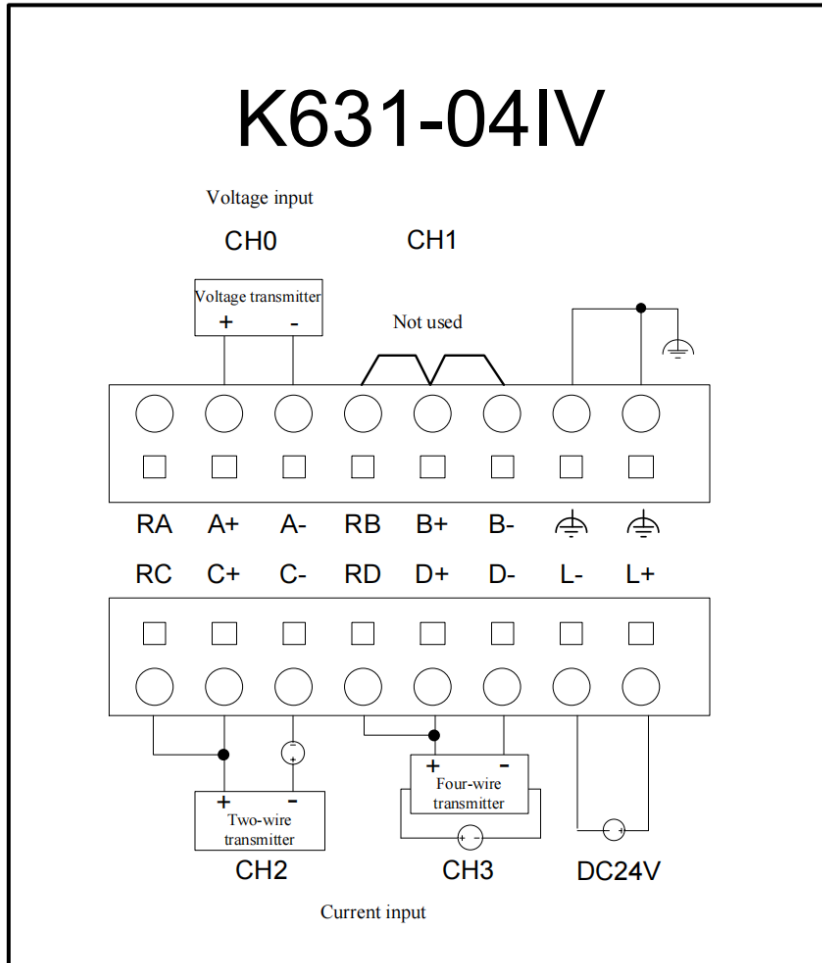 K631-04IV
Voltage input
CH0 CH1
Voltage transmitter
+ -
Not used
RA A+ A- RB B+ B-
RC C+ C- RD D+ D- L- L+
+ - + -
Four-wire
transmitter
Two-wire
transmitter
- +
+ -
- +
CH2 CH3 DC24V
Current input